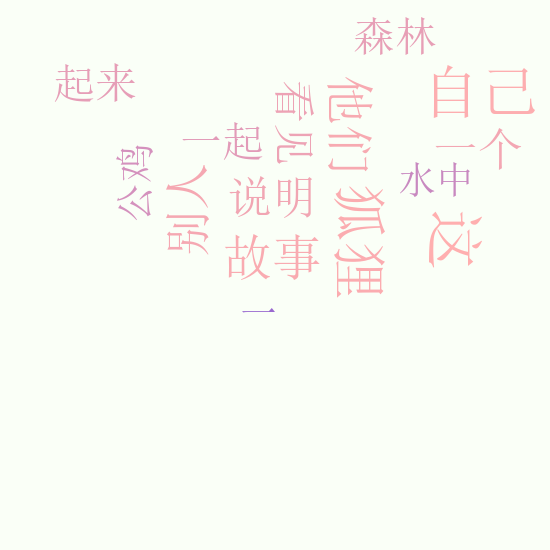 森林
起来
自己
看见
他们
一起
一个
公鸡
别人
说明
水中
狐狸
这
故事
一